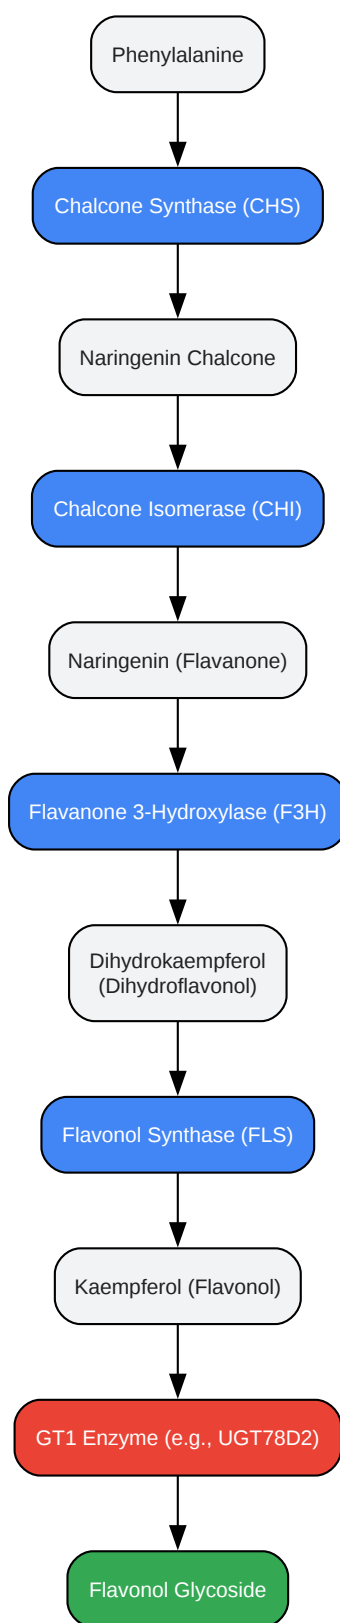 Phenylalanine
Chalcone Synthase (CHS)
Naringenin Chalcone
Chalcone Isomerase (CHI)
Naringenin (Flavanone)
Flavanone 3-Hydroxylase (F3H)
Dihydrokaempferol
(Dihydroflavonol)
Flavonol Synthase (FLS)
Kaempferol (Flavonol)
GT1 Enzyme (e.g., UGT78D2)
Flavonol Glycoside